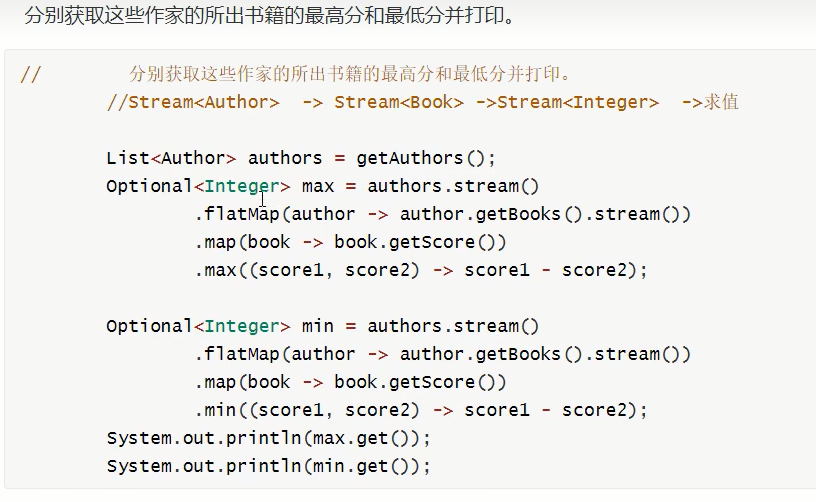 分别获取这些作家的所出书籍的最高分和最低分并打印。
//        分别获取这些作家的所出书籍的最高分和最低分并打印。
        //Stream<Author>  -> Stream<Book> ->Stream<Integer>  ->求值
        List<Author> authors = getAuthors();
        Optional<Integer> max = authors.stream()
                .flatMap(author -> author.getBooks().stream())
                .map(book -> book.getScore())
                .max((score1, score2) -> score1 - score2);
        Optional<Integer> min = authors.stream()
                .flatMap(author -> author.getBooks().stream())
                .map(book -> book.getScore())
                .min((score1, score2) -> score1 - score2);
        System.out.println(max.get());
        System.out.println(min.get());